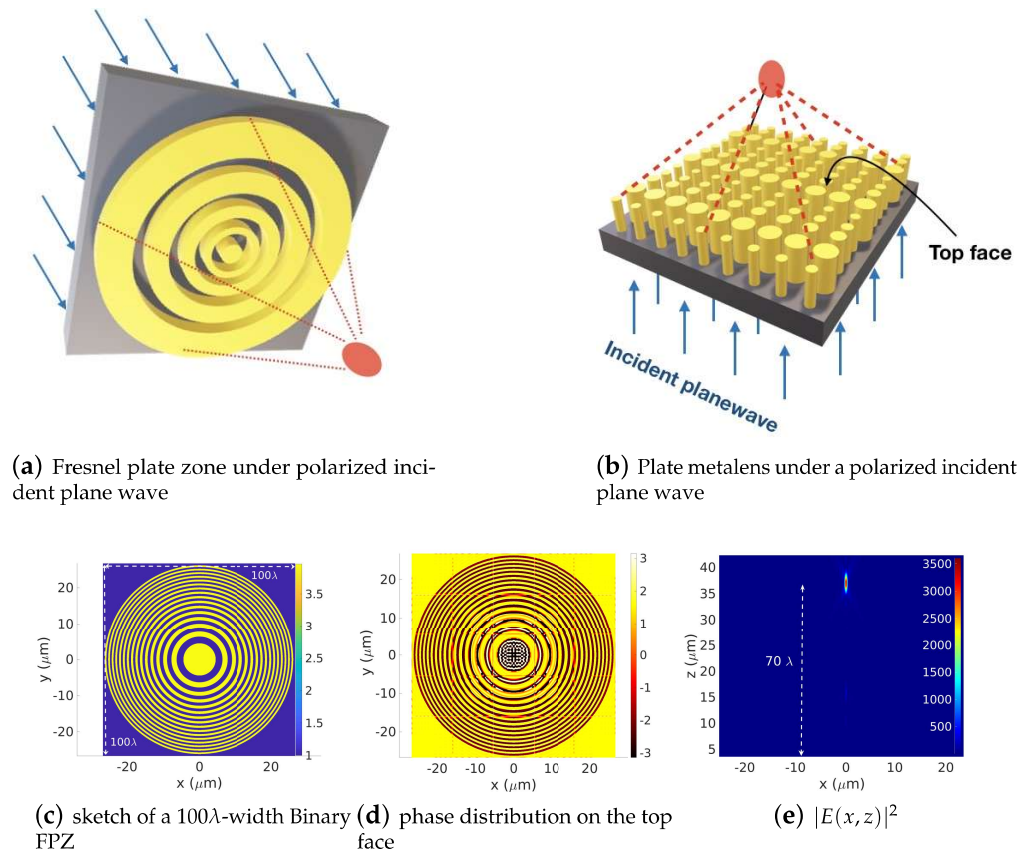 Top face
Incident planewave
(a) Fresnel plate zone under polarized inci-
dent plane wave
(b) Plate metalens under a polarized incident
plane wave
100λ
100λ
20
10
0
-10
-20
y (μm)
-20
0
20
x (μm)
3.5
3
2.5
2
1.5
1
20
10
0
-10
-20
y (μm)
-20
-10
0
10
20
x (μm)
3
2
1
0
-1
-2
-3
70 λ
40
35
30
25
20
15
10
5
z (μm)
-20
-10
0
10
20
x (μm)
3500
3000
2500
2000
1500
1000
500
(c) sketch of a 100λ-width Binary
FPZ
(d) phase distribution on the top
face
(e) |E(x, z)|²